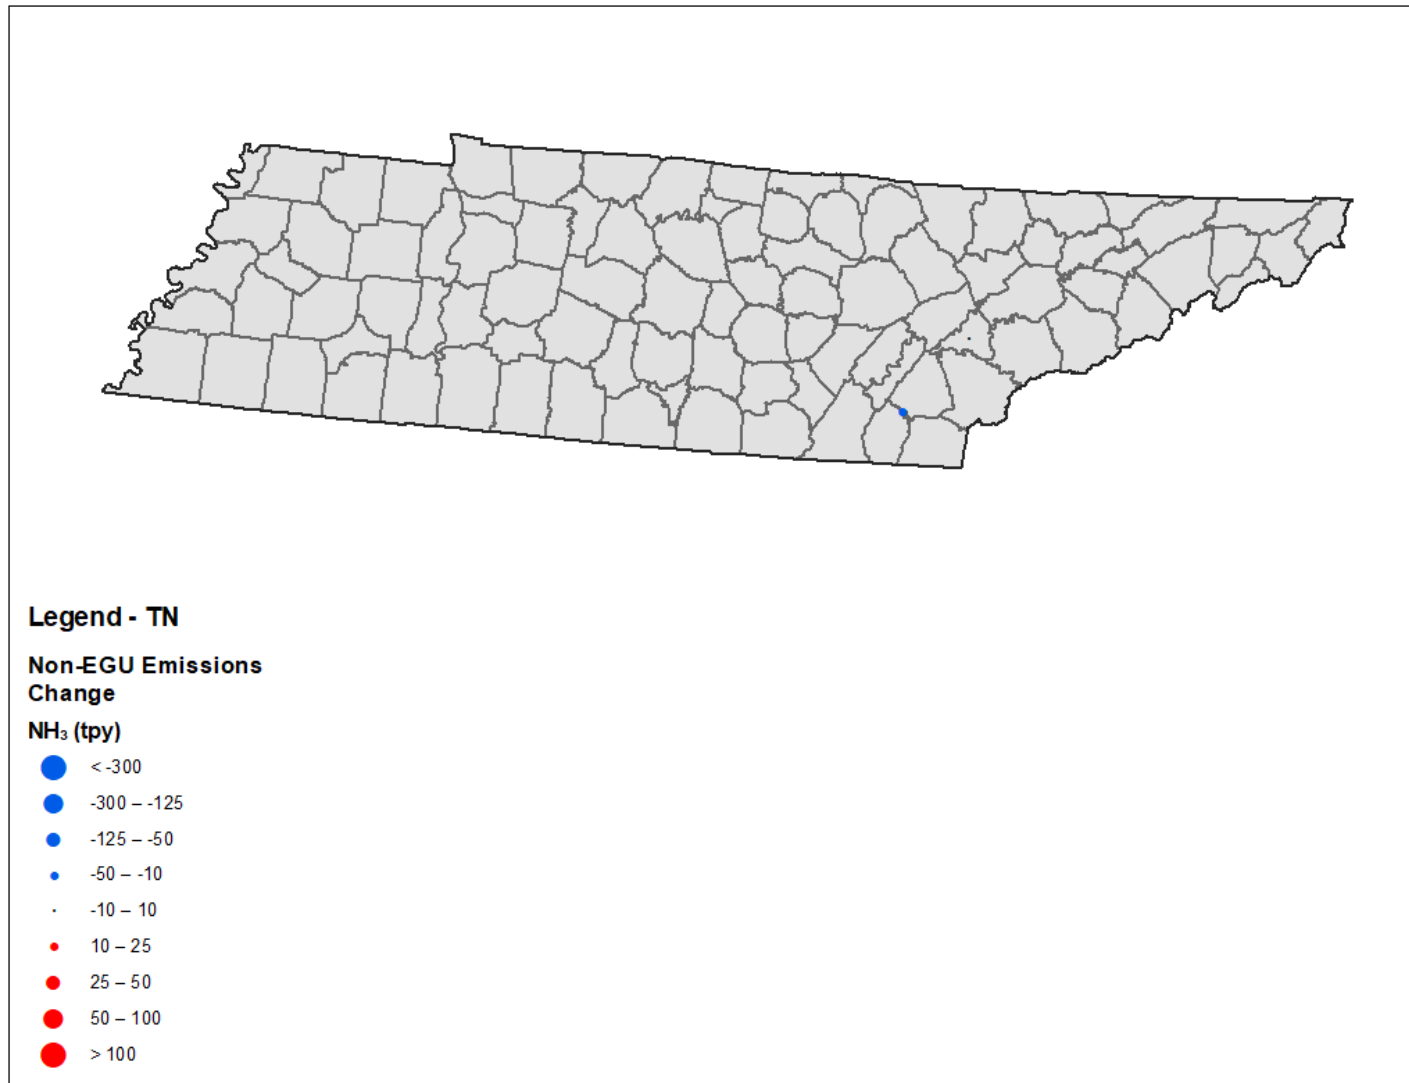 Legend - TN
Non-EGU Emissions
Change
NH₃ (tpy)
< -300
-300 – -125
-125 – -50
-50 – -10
-10 – 10
10 – 25
25 – 50
50 – 100
> 100